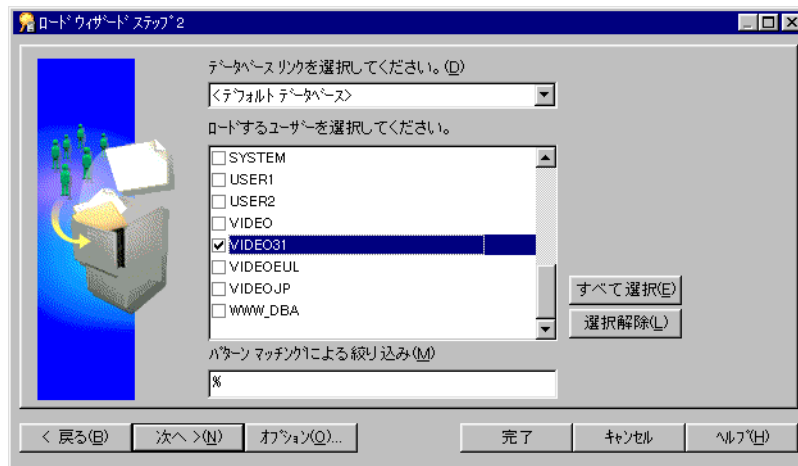 ロード ウィザード ステップ 2
データベース リンクを選択してください。(D)
<デフォルト データベース>
ロードするユーザーを選択してください。
SYSTEM
USER1
USER2
VIDEO
VIDEO31
VIDEOEUL
VIDEOJP
WWW_DBA
すべて選択(E)
選択解除(L)
パターン マッチングによる絞り込み(M)
%
< 戻る(B)
次へ >(N)
オプション(O)...
完了
キャンセル
ヘルプ(H)